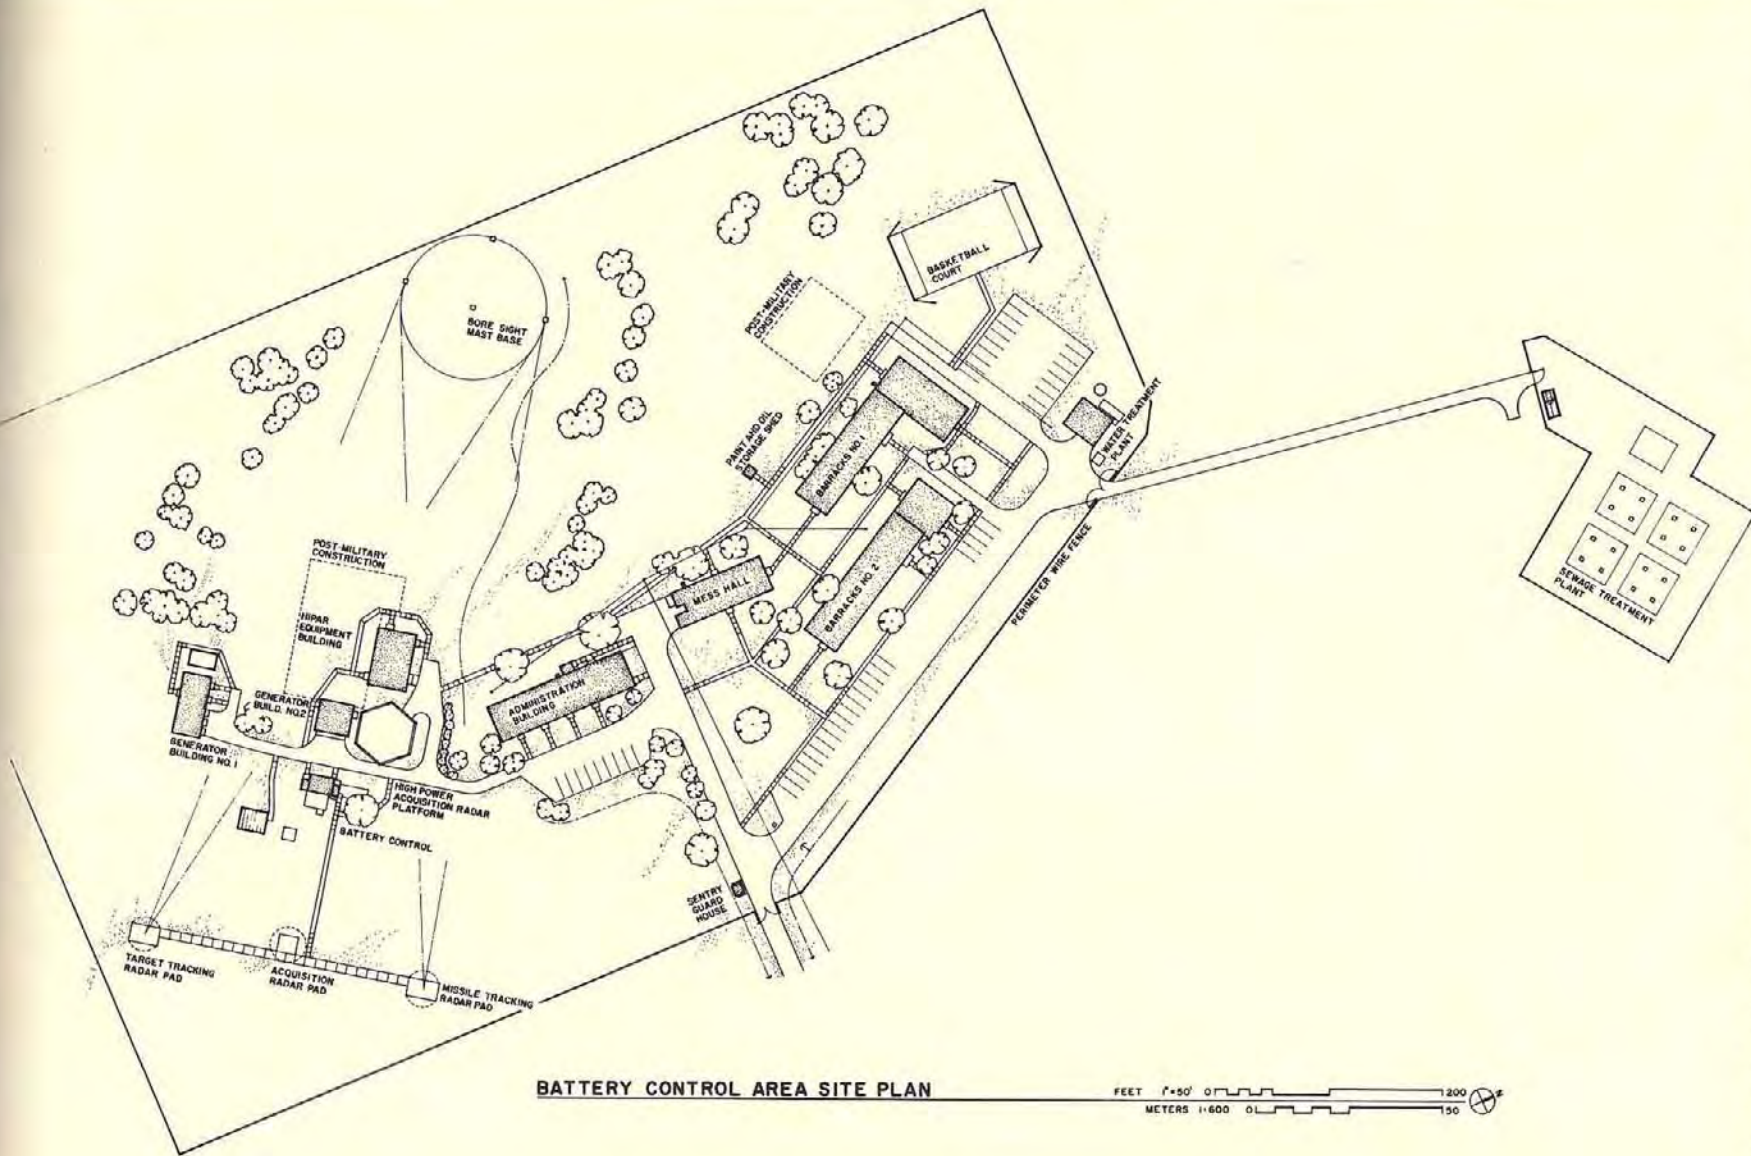 BASKETBALL
COURT
POST-MILITARY
CONSTRUCTION
BORE SIGHT
MAST BASE
WATER TREATMENT
PLANT
PAINT AND OIL
STORAGE SHED
BARRACKS NO. 1
BARRACKS NO. 2
MESS HALL
PERIMETER WIRE FENCE
SEWAGE TREATMENT
PLANT
POST-MILITARY
CONSTRUCTION
HIPAR
EQUIPMENT
BUILDING
GENERATOR
BUILD. NO.2
GENERATOR
BUILDING NO. 1
ADMINISTRATION
BUILDING
HIGH POWER
ACQUISITION RADAR
PLATFORM
BATTERY CONTROL
SENTRY
GUARD
HOUSE
TARGET TRACKING
RADAR PAD
ACQUISITION
RADAR PAD
MISSILE TRACKING
RADAR PAD
BATTERY CONTROL AREA SITE PLAN
FEET 1"=50' 0 200
METERS 1:600 0 50
Z